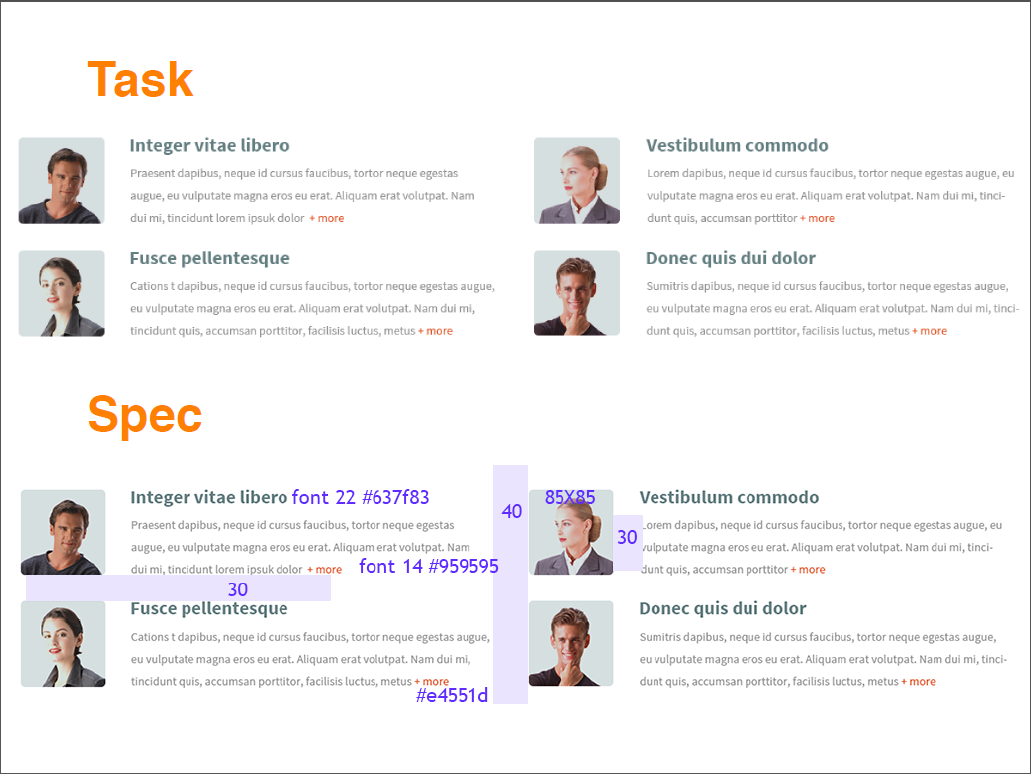 Task
Integer vitae libero
Praesent dapibus, neque id cursus faucibus, tortor neque egestas
augue, eu vulputate magna eros eu erat. Aliquam erat volutpat. Nam
dui mi, tincidunt lorem ipsuk dolor + more
Vestibulum commodo
Lorem dapibus, neque id cursus faucibus, tortor neque egestas augue, eu
vulputate magna eros eu erat. Aliquam erat volutpat. Nam dui mi, tinci-
dunt quis, accumsan porttitor + more
Fusce pellentesque
Cations t dapibus, neque id cursus faucibus, tortor neque egestas augue,
eu vulputate magna eros eu erat. Aliquam erat volutpat. Nam dui mi,
tincidunt quis, accumsan porttitor, facilisis luctus, metus + more
Donec quis dui dolor
Sumitris dapibus, neque id cursus faucibus, tortor neque egestas augue,
eu vulputate magna eros eu erat. Aliquam erat volutpat. Nam dui mi, tinci-
dunt quis, accumsan porttitor, facilisis luctus, metus + more
Spec
Integer vitae libero font 22 #637f83
Praesent dapibus, neque id cursus faucibus, tortor neque egestas
augue, eu vulputate magna eros eu erat. Aliquam erat volutpat. Nam
dui mi, tincidunt lorem ipsuk dolor + more
font 14 #959595
40
85X85
30
Vestibulum commodo
Lorem dapibus, neque id cursus faucibus, tortor neque egestas augue, eu
vulputate magna eros eu erat. Aliquam erat volutpat. Nam dui mi, tinci-
dunt quis, accumsan porttitor + more
30
Fusce pellentesque
Cations t dapibus, neque id cursus faucibus, tortor neque egestas augue,
eu vulputate magna eros eu erat. Aliquam erat volutpat. Nam dui mi,
tincidunt quis, accumsan porttitor, facilisis luctus, metus + more
#e4551d
Donec quis dui dolor
Sumitris dapibus, neque id cursus faucibus, tortor neque egestas augue,
eu vulputate magna eros eu erat. Aliquam erat volutpat. Nam dui mi, tinci-
dunt quis, accumsan porttitor, facilisis luctus, metus + more